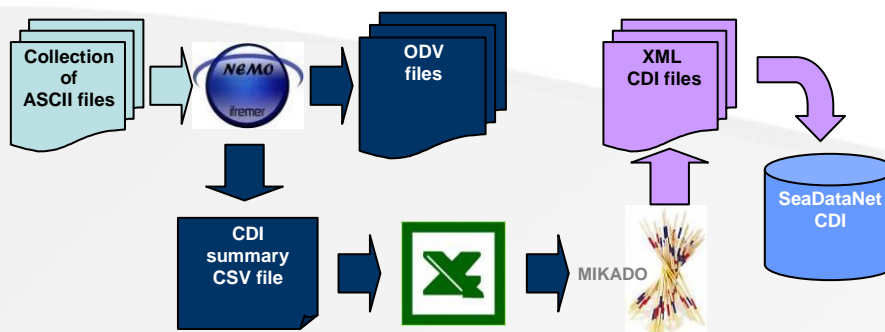 Collection
of
ASCII files
NeMO
ifremer
ODV
files
XML
CDI files
SeaDataNet
CDI
CDI
summary
CSV file
X
MIKADO